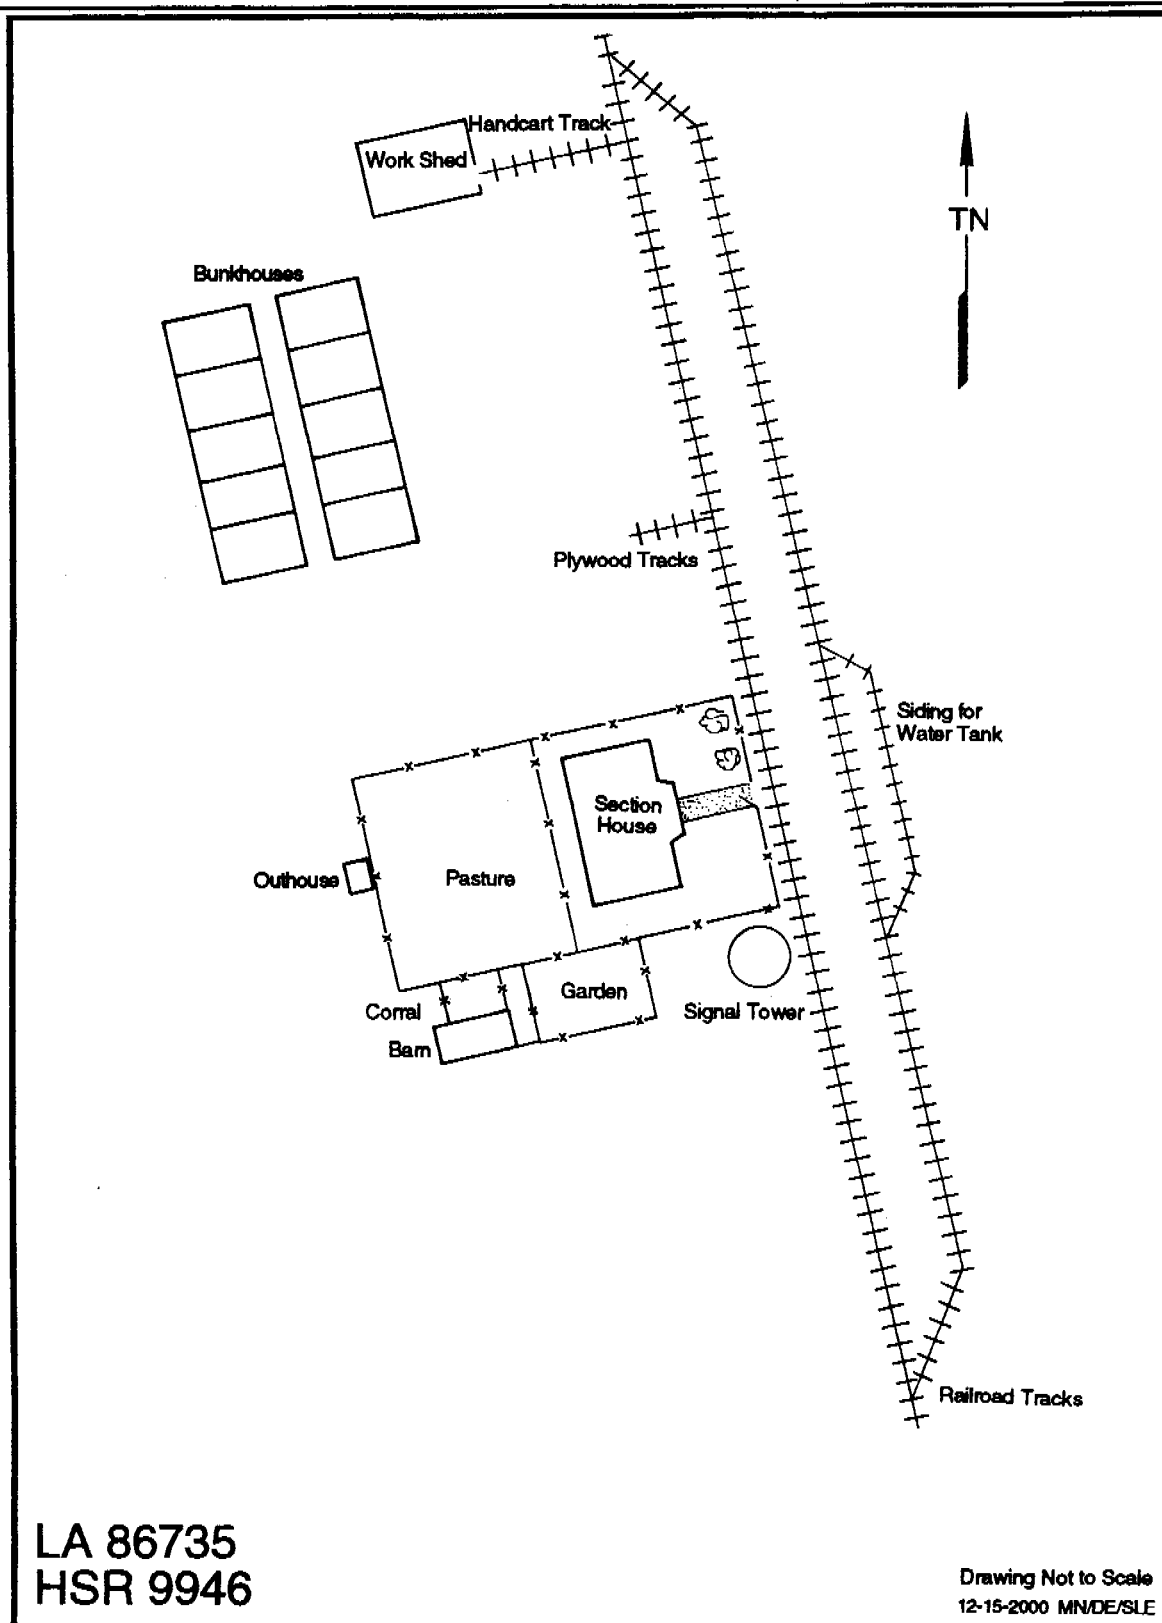 Handcart Track
Work Shed
TN
Bunkhouses
Plywood Tracks
Siding for
Water Tank
Section
House
Outhouse
Pasture
Garden
Corral
Signal Tower
Barn
Railroad Tracks
LA 86735
HSR 9946
Drawing Not to Scale
12-15-2000 MN/DE/SLE